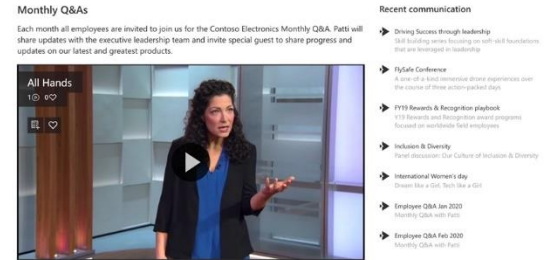 Monthly Q&As
Each month all employees are invited to join us for the Contoso Electronics Monthly Q&A. Patti will
share updates with the executive leadership team and invite special guest to share progress and
updates on our latest and greatest products.
All Hands
1
0
Recent communication
Driving Success through leadership
Skill building series focusing on soft-skill foundations
that are leveraged in leadership
FlySafe Conference
A one-of-a-kind immersive drone experiences over
the course of three action-packed days
FY19 Rewards & Recognition playbook
Y19 Rewards and Recognition award programs
focused on worldwide field employees
Inclusion & Diversity
Panel discussion: Our Culture of Inclusion & Diversity
International Women's day
Dream like a Girl, Tech like a Girl
Employee Q&A Jan 2020
Monthly Q&A with Patti
Employee Q&A Feb 2020
Monthly Q&A with Patti